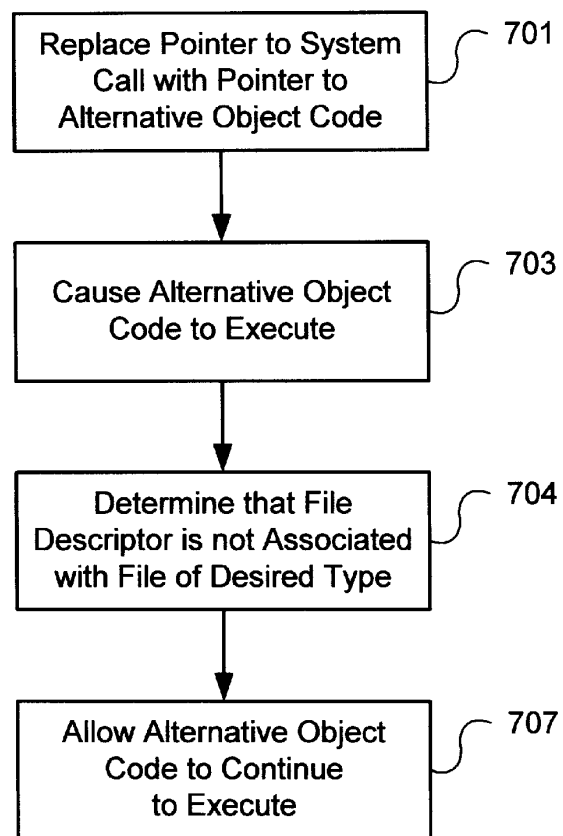 Replace Pointer to System
Call with Pointer to
Alternative Object Code
701
Cause Alternative Object
Code to Execute
703
Determine that File
Descriptor is not Associated
with File of Desired Type
704
Allow Alternative Object
Code to Continue
to Execute
707